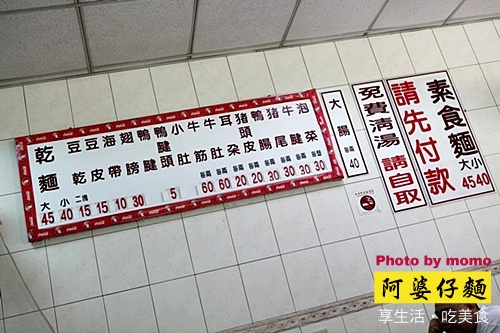 乾麵
豆乾
豆皮
海帶
翅膀
鴨腱
鴨頭
小肚
牛筋
牛肚
耳朵
豬頭皮
鴨腸
豬尾
牛腱
泡菜
大 小 二塊
45 40 15 15 10 30 5 60 60 20 20 30 30 30 30
大腸
每兩
40
免費清湯 請自取
請先付款
素食麵
大 小
45 40
Photo by momo
阿婆仔麵
享生活・吃美食